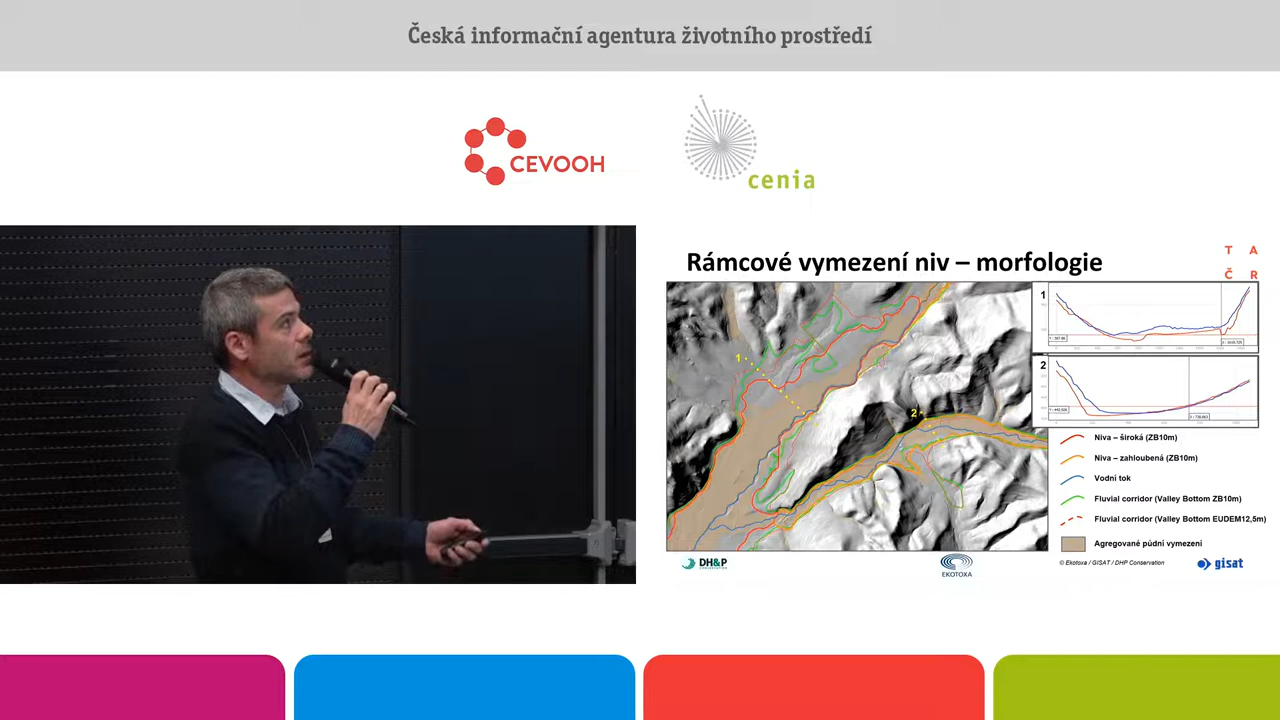 Česká informační agentura životního prostředí
CEVOOH
cenia
Rámcové vymezení niv – morfologie
T A
Č R
1
2
1
2
Niva – široká (ZB10m)
Niva – zahloubená (ZB10m)
Vodní tok
Fluvial corridor (Valley Bottom ZB10m)
Fluvial corridor (Valley Bottom EUDEM12,5m)
Agregované půdní vymezení
DH&P
CONSERVATION
EKOTOXA
© Ekotoxa / GISAT / DHP Conservation
gisat